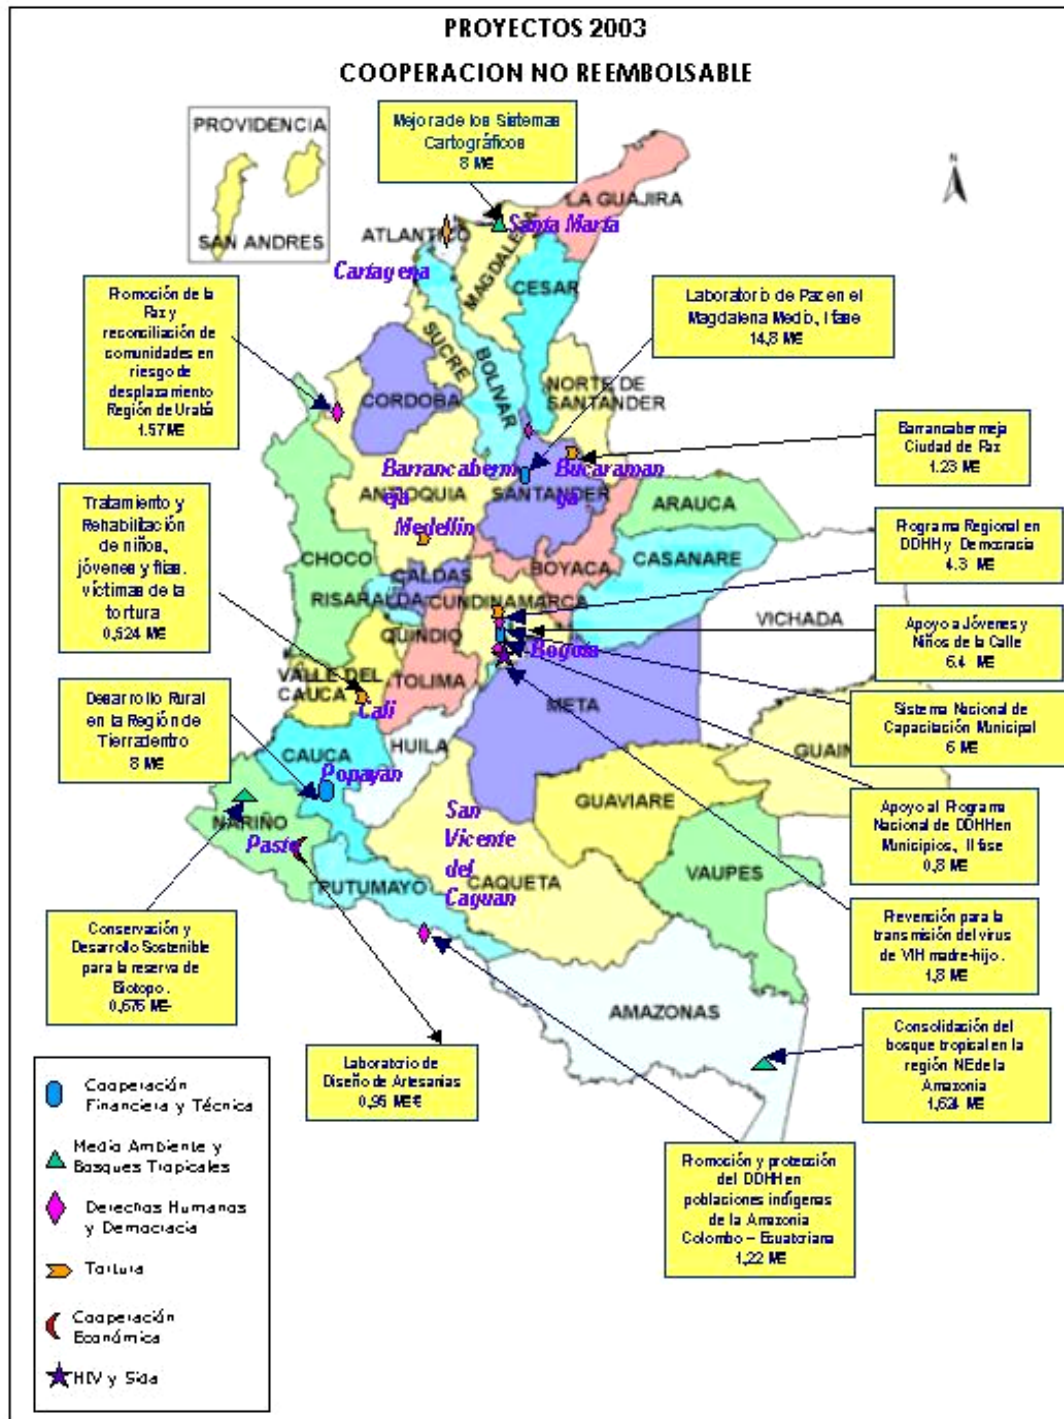 PROYECTOS 2003
COOPERACION NO REEMBOLSABLE
PROVIDENCIA
SAN ANDRES
Mejora de los Sistemas
Cartográficos
8 M€
N
LA GUAJIRA
ATLANTICO
Santa Marta
MAGDALENA
Cartagena
CESAR
Promoción de la
Paz y
reconciliación de
comunidades en
riesgo de
desplazamiento
Región de Urabá
1.57 M€
Laboratorio de Paz en el
Magdalena Medio, I fase
14,8 M€
SUCRE
BOLIVAR
CORDOBA
NORTE DE
SANTANDER
Barrancabermeja
Ciudad de Paz
1.23 M€
Barrancaberm
eja
Bucaraman
ga
ANTIOQUIA
SANTANDER
ARAUCA
Medellin
Tratamiento y
Rehabilitación
de niños,
jóvenes y flias.
víctimas de la
tortura
0,524 M€
Programa Regional en
DDHH y Democracia
4.3 M€
CHOCO
BOYACA
CASANARE
CALDAS
RISARALDA
CUNDINAMARCA
VICHADA
QUINDIO
Bogota
Apoyo a Jóvenes y
Niños de la Calle
6.4 M€
VALLE DEL
CAUCA
TOLIMA
Cali
META
Desarrollo Rural
en la Región de
Tierradentro
8 M€
Sistema Nacional de
Capacitación Municipal
6 M€
CAUCA
HUILA
GUAIN
Popayan
GUAVIARE
NARIÑO
Pasto
San
Vicente
del
Caguan
Apoyo al Programa
Nacional de DDHH en
Municipios, II fase
0,8 M€
VAUPES
PUTUMAYO
CAQUETA
Conservación y
Desarrollo Sostenible
para la reserva de
Biotopo.
Prevención para la
transmisión del virus
de VIH madre-hijo.
1,8 M€
AMAZONAS
Consolidación del
bosque tropical en la
región NE de la
Amazonia
Laboratorio de
Diseño de Artesanías
0,95 M€€
Promoción y protección
del DDHH en
poblaciones indígenas
de la Amazonia
Colombo – Ecuatoriana
1,22 M€
Cooperación
Financiera y Técnica
Medio Ambiente y
Bosques Tropicales
Derechos Humanos
y Democracia
Tortura
Cooperación
Económica
HIV y Sida